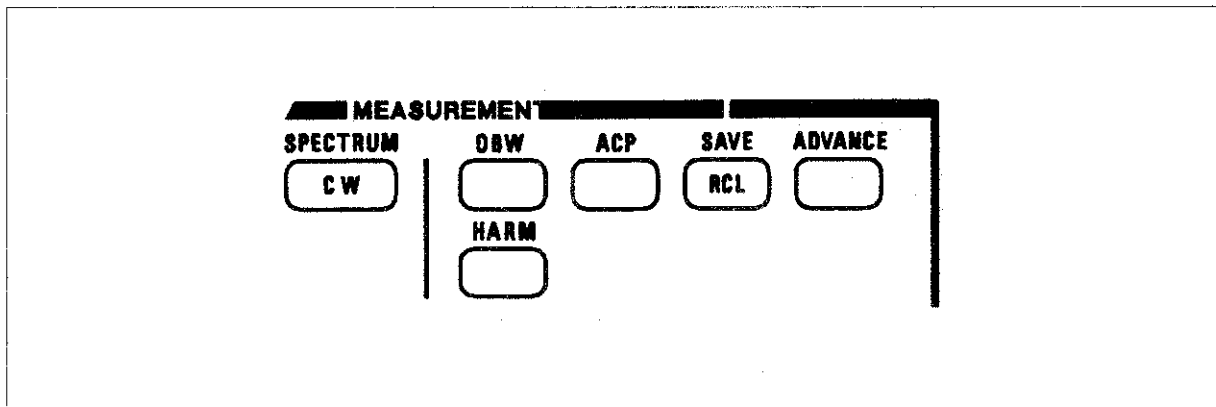 MEASUREMENT
SPECTRUM OBW ACP SAVE ADVANCE
CW RCL
HARM